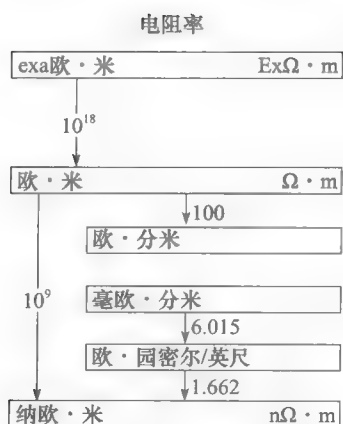 电阻率
exa欧·米 ExΩ·m
10¹⁸
欧·米 Ω·m
100
欧·分米
10⁹
毫欧·分米
6.015
欧·园密尔/英尺
1.662
纳欧·米 nΩ·m